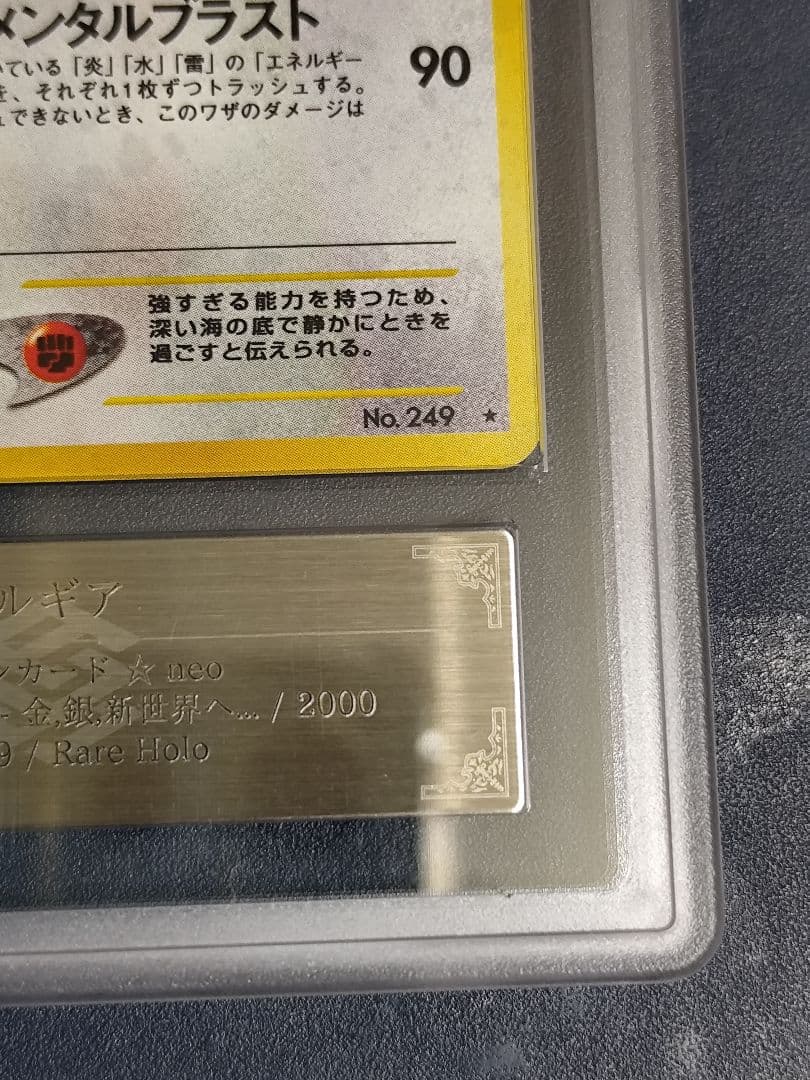 メンタルブラスト
いている「炎」「水」「雷」の「エネルギー
を、それぞれ1枚ずつトラッシュする。
ュできないとき、このワザのダメージは
90
強すぎる能力を持つため、
深い海の底で静かにときを
過ごすと伝えられる。
No. 249 ★
ルギア
ンカード ☆ neo
- 金,銀,新世界へ... / 2000
9 / Rare Holo